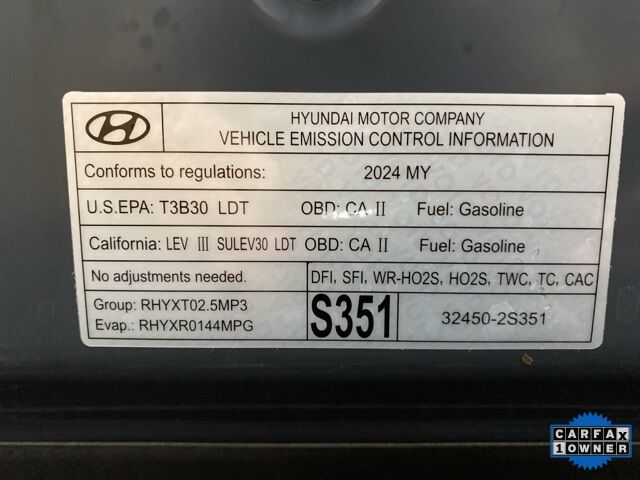 HYUNDAI MOTOR COMPANY
VEHICLE EMISSION CONTROL INFORMATION
Conforms to regulations: 2024 MY
U.S.EPA: T3B30 LDT OBD: CA II Fuel: Gasoline
California: LEV III SULEV30 LDT OBD: CA II Fuel: Gasoline
No adjustments needed. DFI, SFI, WR-HO2S, HO2S, TWC, TC, CAC
Group: RHYXT02.5MP3
Evap.: RHYXR0144MPG
S351
32450-2S351
CARFAX
1 OWNER